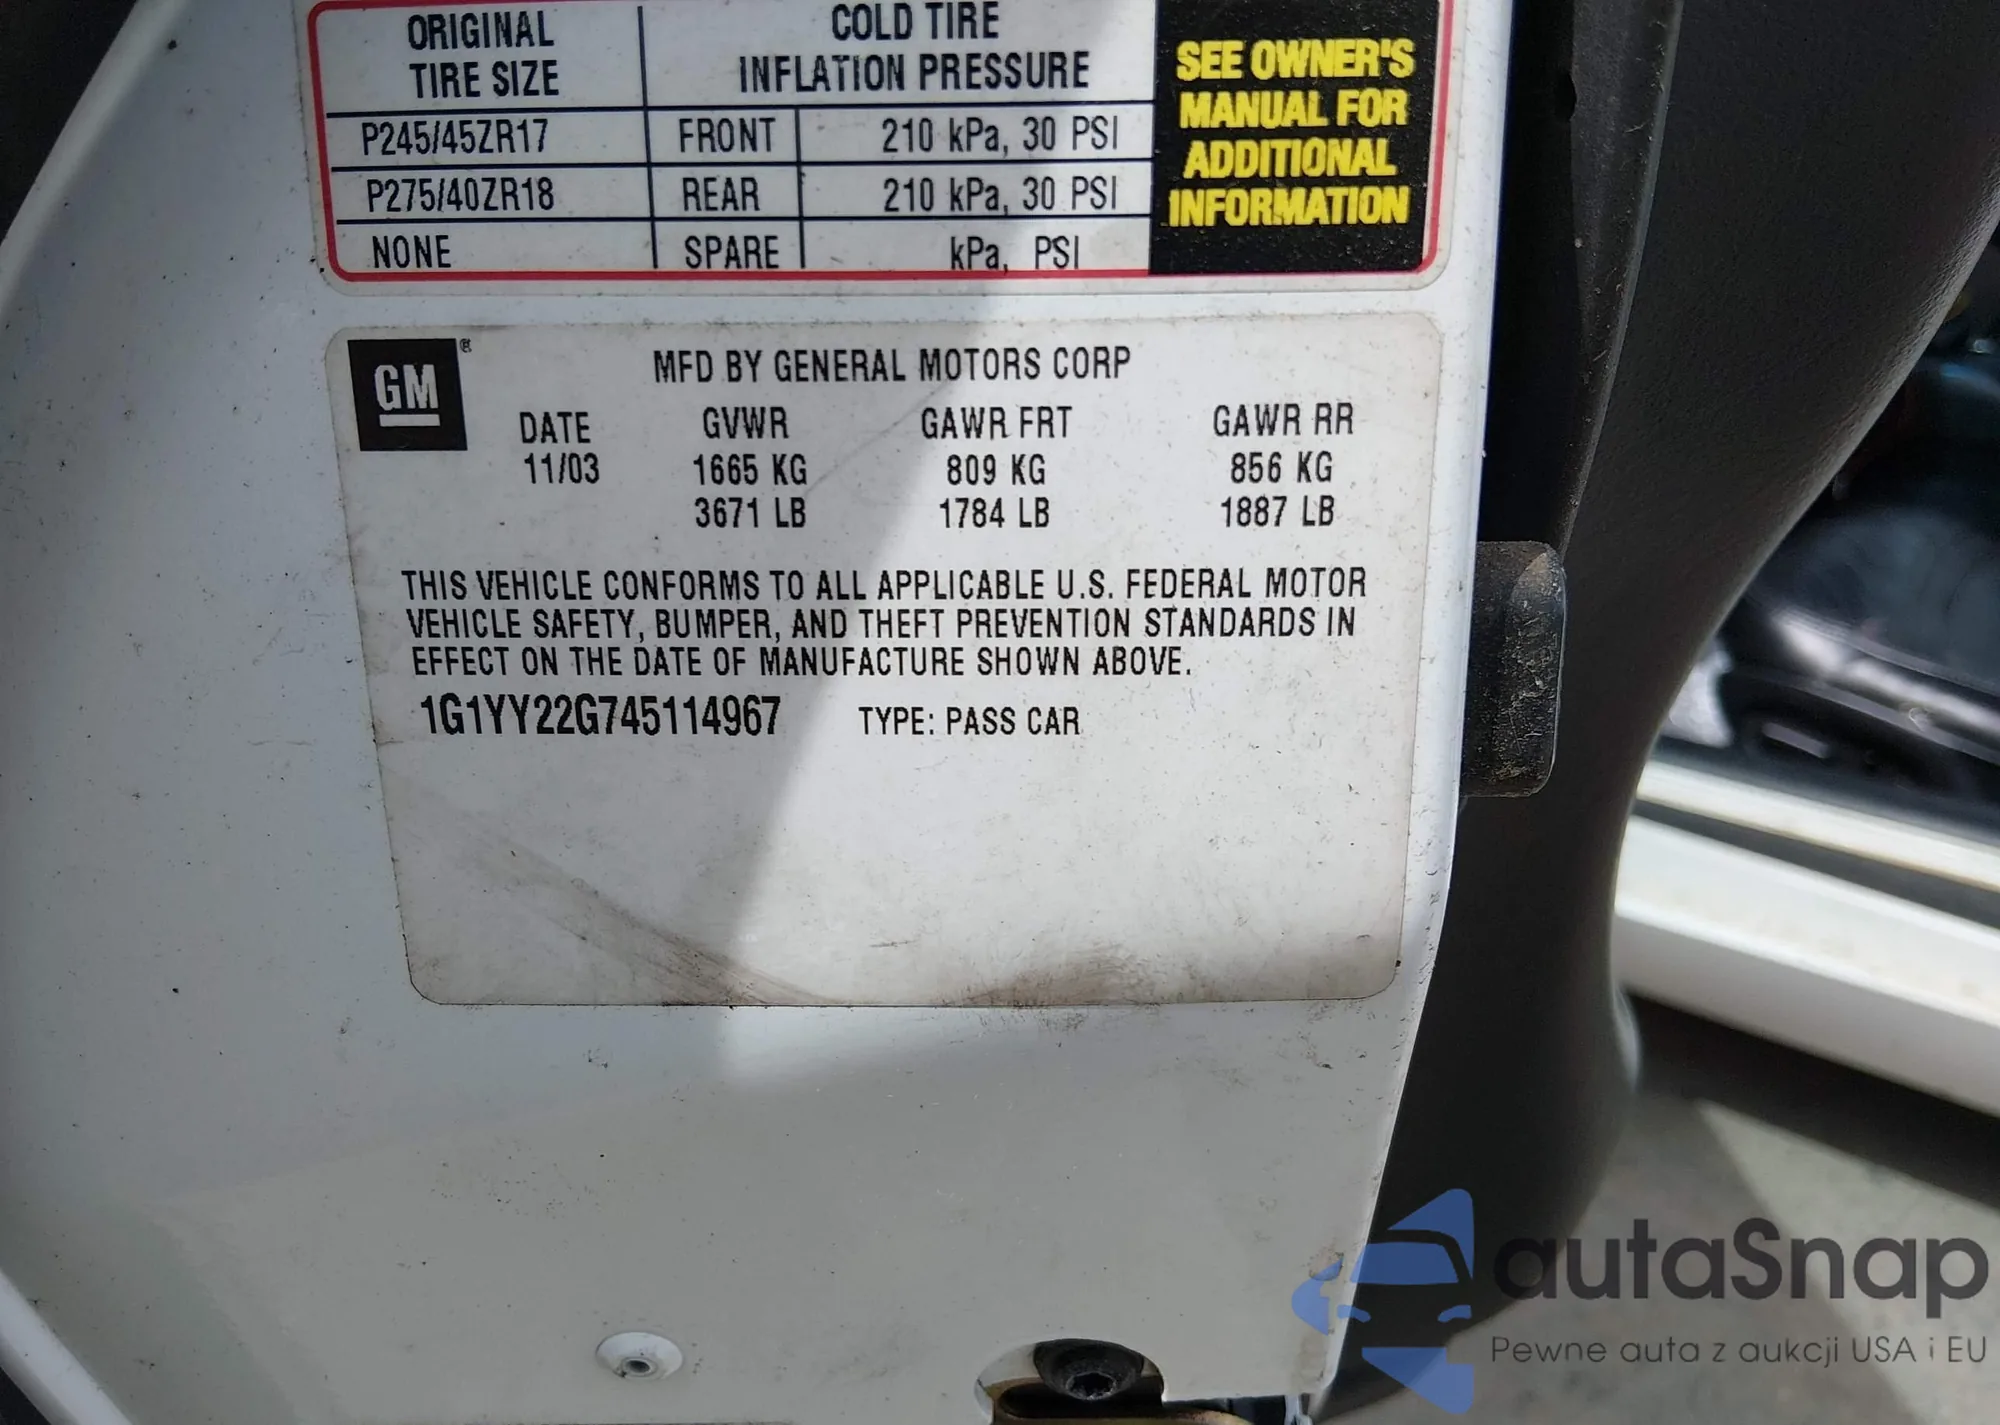 ORIGINAL TIRE SIZE COLD TIRE INFLATION PRESSURE
P245/45ZR17 FRONT 210 kPa, 30 PSI
P275/40ZR18 REAR 210 kPa, 30 PSI
NONE SPARE kPa, PSI
SEE OWNER'S
MANUAL FOR
ADDITIONAL
INFORMATION
GM®
MFD BY GENERAL MOTORS CORP
DATE GVWR GAWR FRT GAWR RR
11/03 1665 KG 809 KG 856 KG
3671 LB 1784 LB 1887 LB
THIS VEHICLE CONFORMS TO ALL APPLICABLE U.S. FEDERAL MOTOR
VEHICLE SAFETY, BUMPER, AND THEFT PREVENTION STANDARDS IN
EFFECT ON THE DATE OF MANUFACTURE SHOWN ABOVE.
1G1YY22G745114967 TYPE: PASS CAR
autaSnap
Pewne auta z aukcji USA i EU